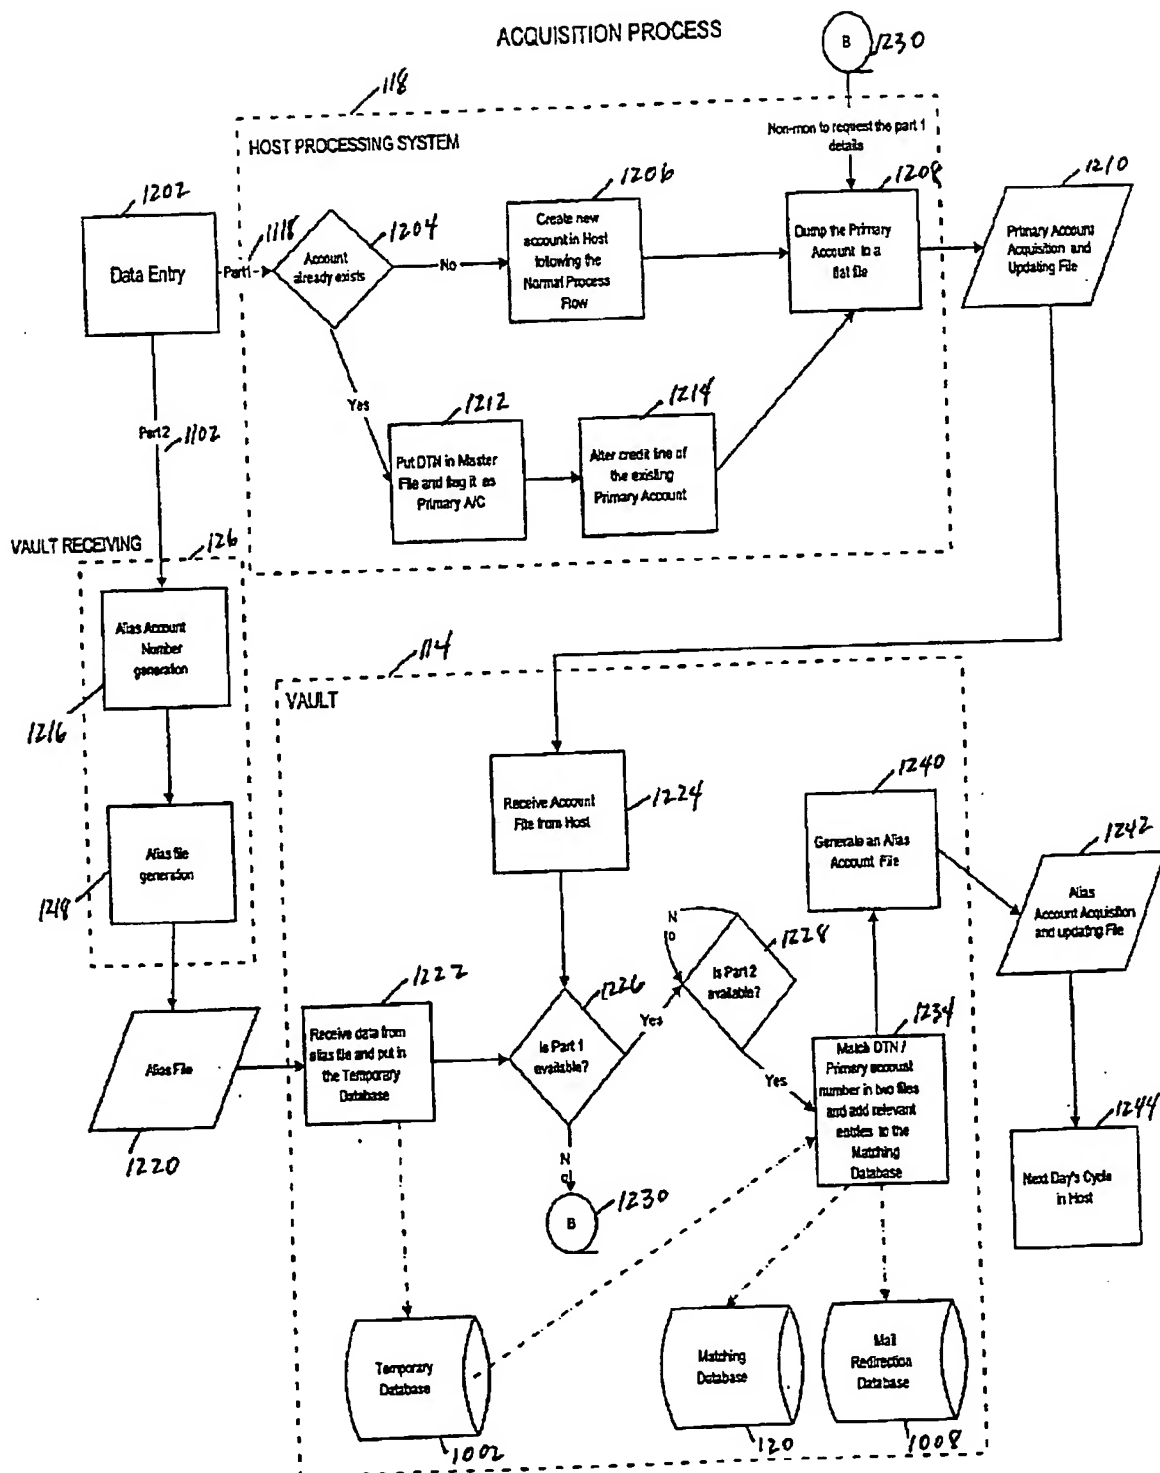 ACQUISITION PROCESS
B
1230
118
HOST PROCESSING SYSTEM
Non-mon to request the part 1
details
1202
Data Entry
1118
Part1
1204
Account
already exists
No
1206
Create new
account in Host
following the
Normal Process
Flow
1208
Dump the Primary
Account to a
flat file
1210
Primary Account
Acquisition and
Updating File
Yes
1212
Put DTN in Master
File and flag it as
Primary A/C
1214
Alter credit line of
the existing
Primary Account
Part2
1102
VAULT RECEIVING
126
Alias Account
Number
generation
1216
Alias file
generation
1218
Alias File
1220
114
VAULT
Receive Account
File from Host
1224
1240
Generate an Alias
Account File
1242
Alias
Account Acquisition
and updating File
1222
Receive data from
alias file and put in
the Temporary
Database
1226
Is Part 1
available?
Yes
N
o
1228
Is Part 2
available?
Yes
1234
Match DTN /
Primary account
number in two files
and add relevant
entries to the
Matching
Database
1244
Next Day's Cycle
in Host
N
o
B
1230
Temporary
Database
1002
Matching
Database
120
Mail
Redirection
Database
1008